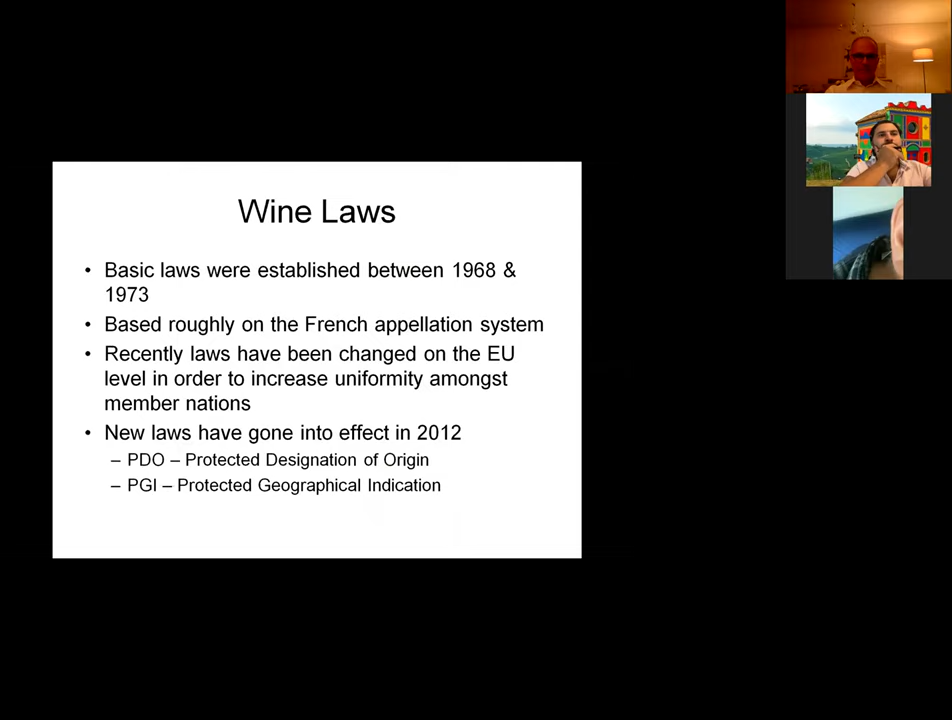 Wine Laws
• Basic laws were established between 1968 &
1973
• Based roughly on the French appellation system
• Recently laws have been changed on the EU
level in order to increase uniformity amongst
member nations
• New laws have gone into effect in 2012
– PDO – Protected Designation of Origin
– PGI – Protected Geographical Indication